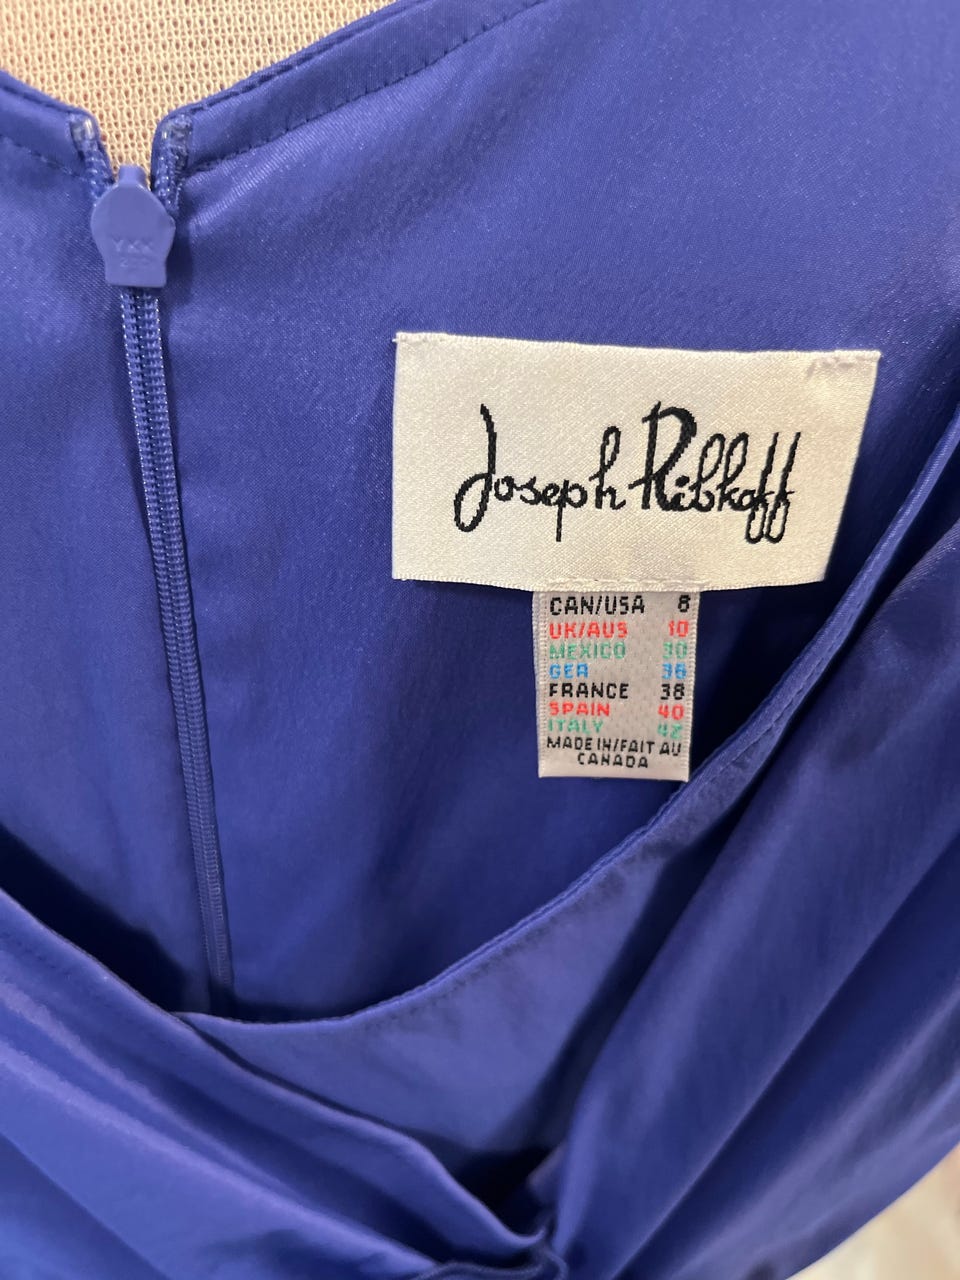 YKK
Joseph Ribkoff
CAN/USA 8
UK/AUS 10
MEXICO 30
GER 36
FRANCE 38
SPAIN 40
ITALY 42
MADE IN/FAIT AU
CANADA